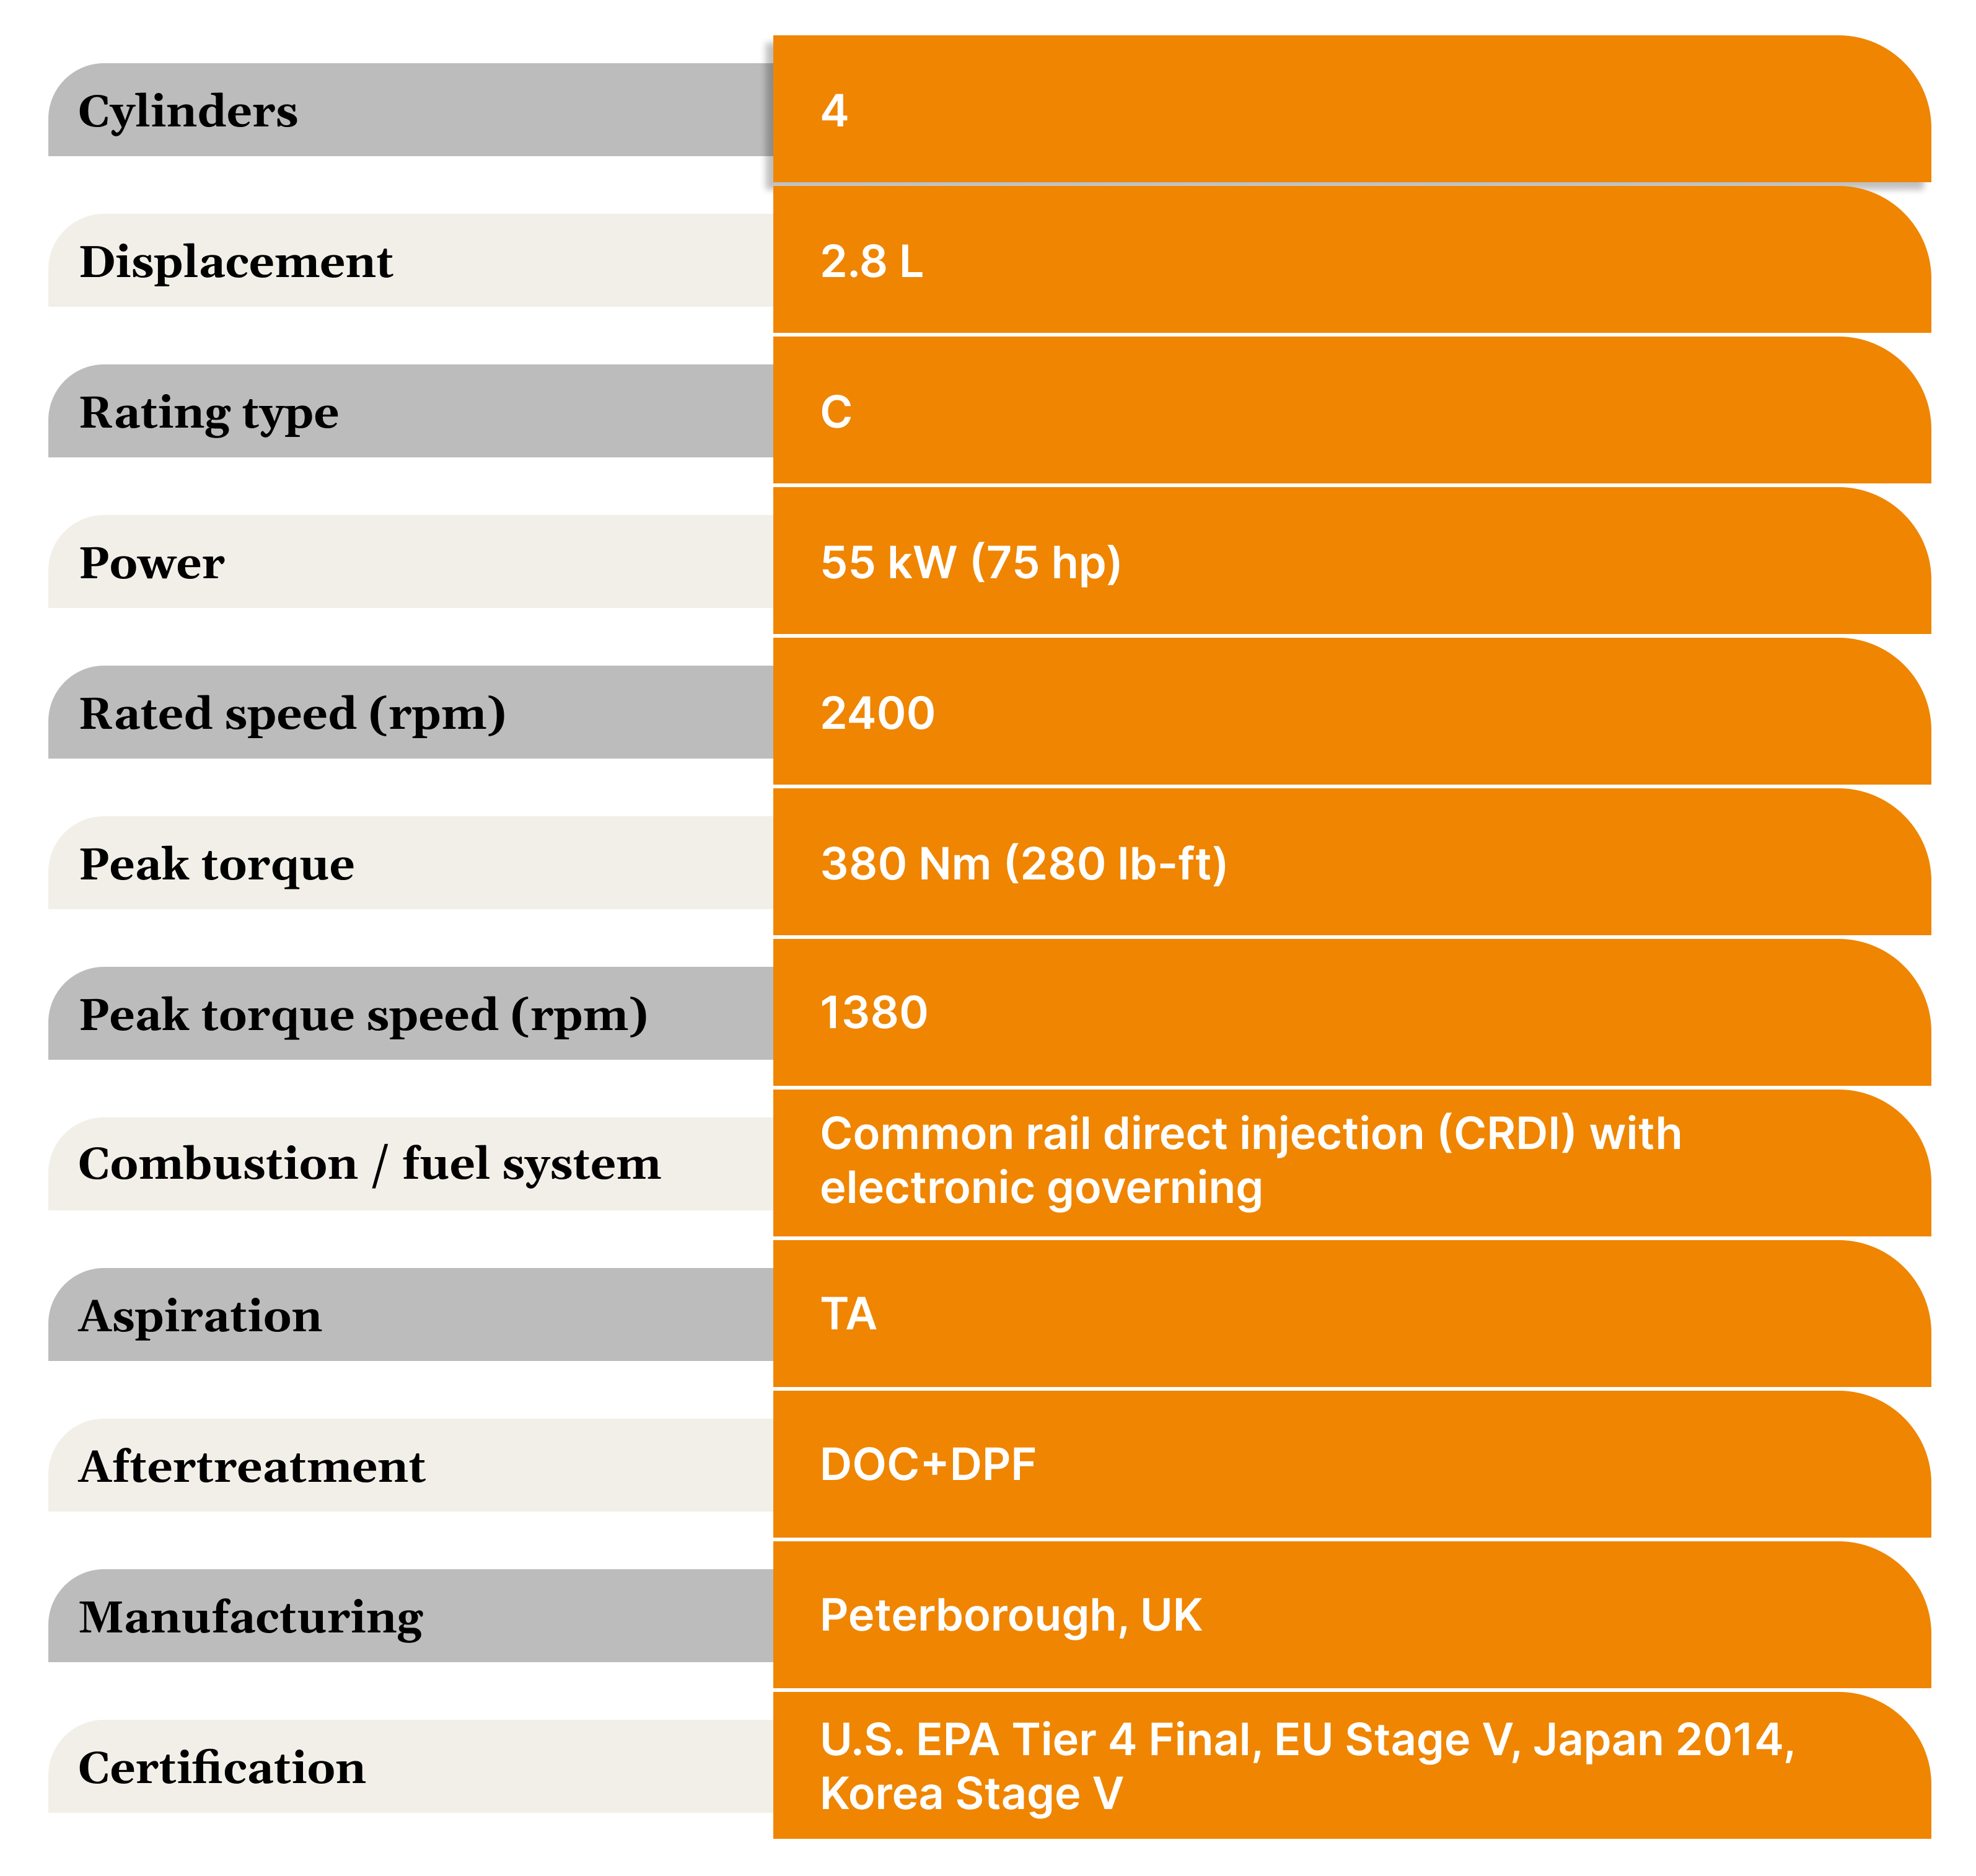 Cylinders
4
Displacement
2.8 L
Rating type
C
Power
55 kW (75 hp)
Rated speed (rpm)
2400
Peak torque
380 Nm (280 lb-ft)
Peak torque speed (rpm)
1380
Combustion / fuel system
Common rail direct injection (CRDI) with
electronic governing
Aspiration
TA
Aftertreatment
DOC+DPF
Manufacturing
Peterborough, UK
Certification
U.S. EPA Tier 4 Final, EU Stage V, Japan 2014,
Korea Stage V